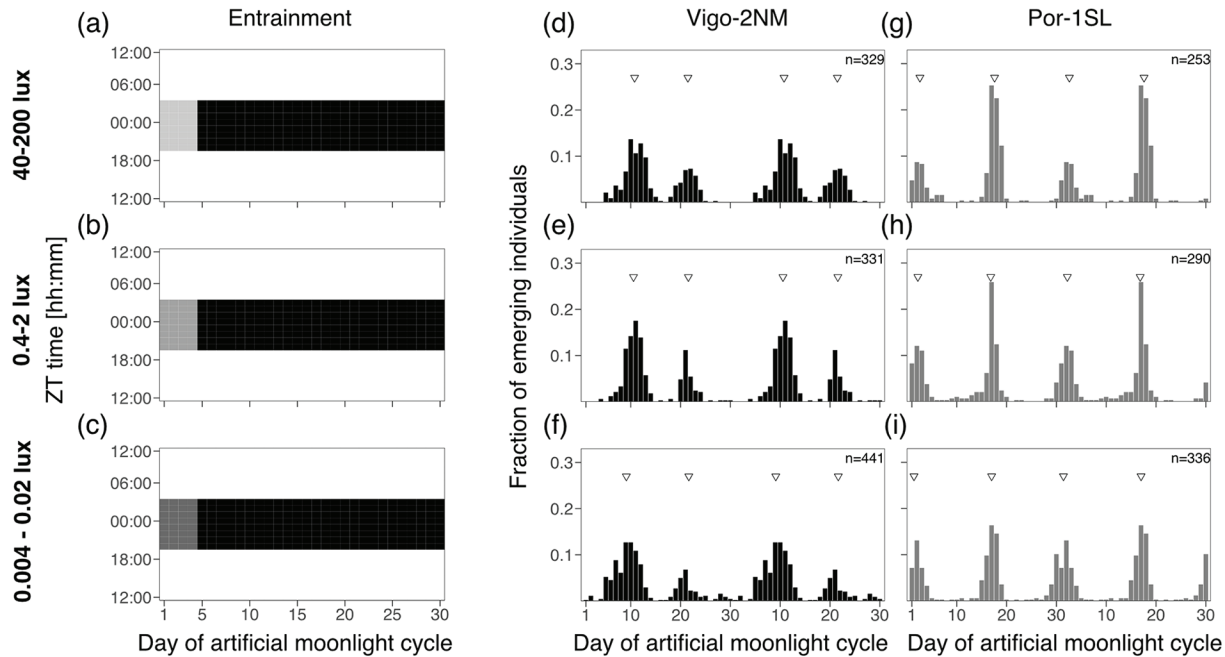 (a)
Entrainment
(d)
Vigo-2NM
(g)
Por-1SL
40-200 lux
0.4-2 lux
0.004 - 0.02 lux
ZT time [hh:mm]
12:00
06:00
00:00
18:00
12:00
(b)
12:00
06:00
00:00
18:00
12:00
(c)
12:00
06:00
00:00
18:00
12:00
1 5 10 15 20 25 30
Day of artificial moonlight cycle
Fraction of emerging individuals
0.3
0.2
0.1
n=329
n=253
(e)
(h)
0.3
0.2
0.1
n=331
n=290
(f)
(i)
0.3
0.2
0.1
n=441
n=336
1 10 20 30 10 20 30
1 10 20 30 10 20 30
Day of artificial moonlight cycle
Day of artificial moonlight cycle